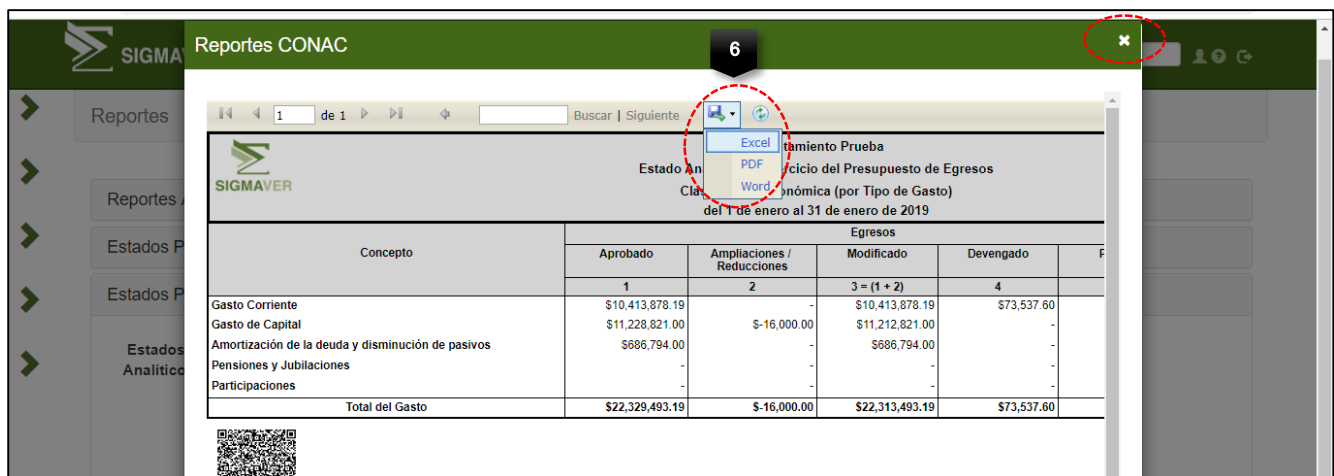 SIGMA
Reportes CONAC
6
Reportes
1 de 1
Buscar | Siguiente
Excel
PDF
Word
SIGMAVER
tamiento Prueba
Estado An rcicio del Presupuesto de Egresos
Cla onómica (por Tipo de Gasto)
del 1 de enero al 31 de enero de 2019
Reportes
Estados P
Estados P
Estados
Analítico
Concepto
Egresos
Aprobado Ampliaciones / Reducciones Modificado Devengado P
1 2 3 = (1 + 2) 4
Gasto Corriente $10,413,878.19 - $10,413,878.19 $73,537.60
Gasto de Capital $11,228,821.00 $-16,000.00 $11,212,821.00 -
Amortización de la deuda y disminución de pasivos $686,794.00 - $686,794.00 -
Pensiones y Jubilaciones - - - -
Participaciones - - - -
Total del Gasto $22,329,493.19 $-16,000.00 $22,313,493.19 $73,537.60